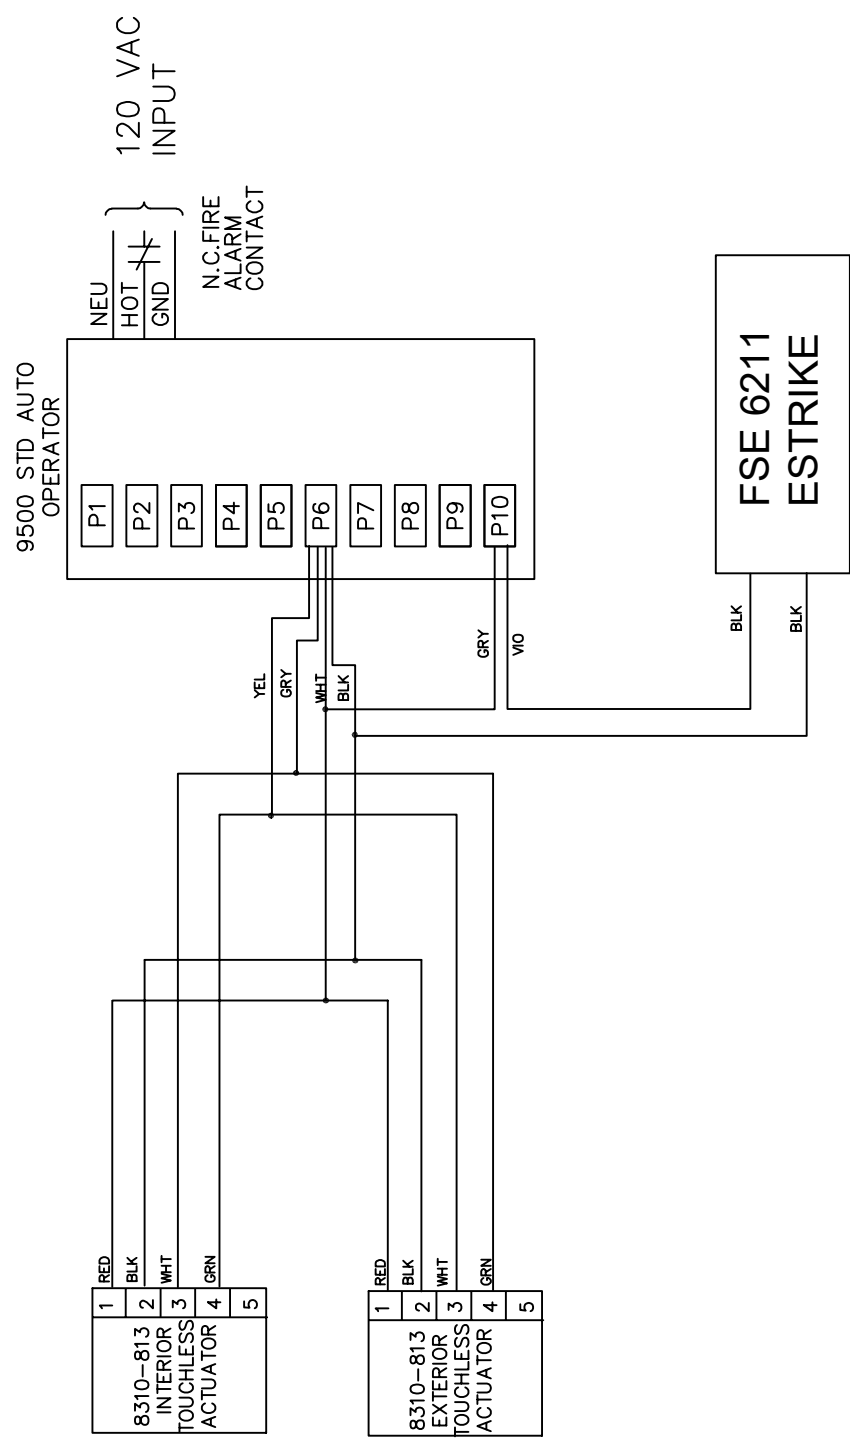 9500 STD AUTO
OPERATOR
NEU
HOT
GND
120 VAC
INPUT
N.C.FIRE
ALARM
CONTACT
P1
P2
P3
P4
P5
P6
P7
P8
P9
P10
YEL
GRY
WHT
BLK
GRY
VIO
FSE 6211
ESTRIKE
BLK
BLK
RED
BLK
WHT
GRN
1
2
3
4
5
8310-813
INTERIOR
TOUCHLESS
ACTUATOR
RED
BLK
WHT
GRN
1
2
3
4
5
8310-813
EXTERIOR
TOUCHLESS
ACTUATOR